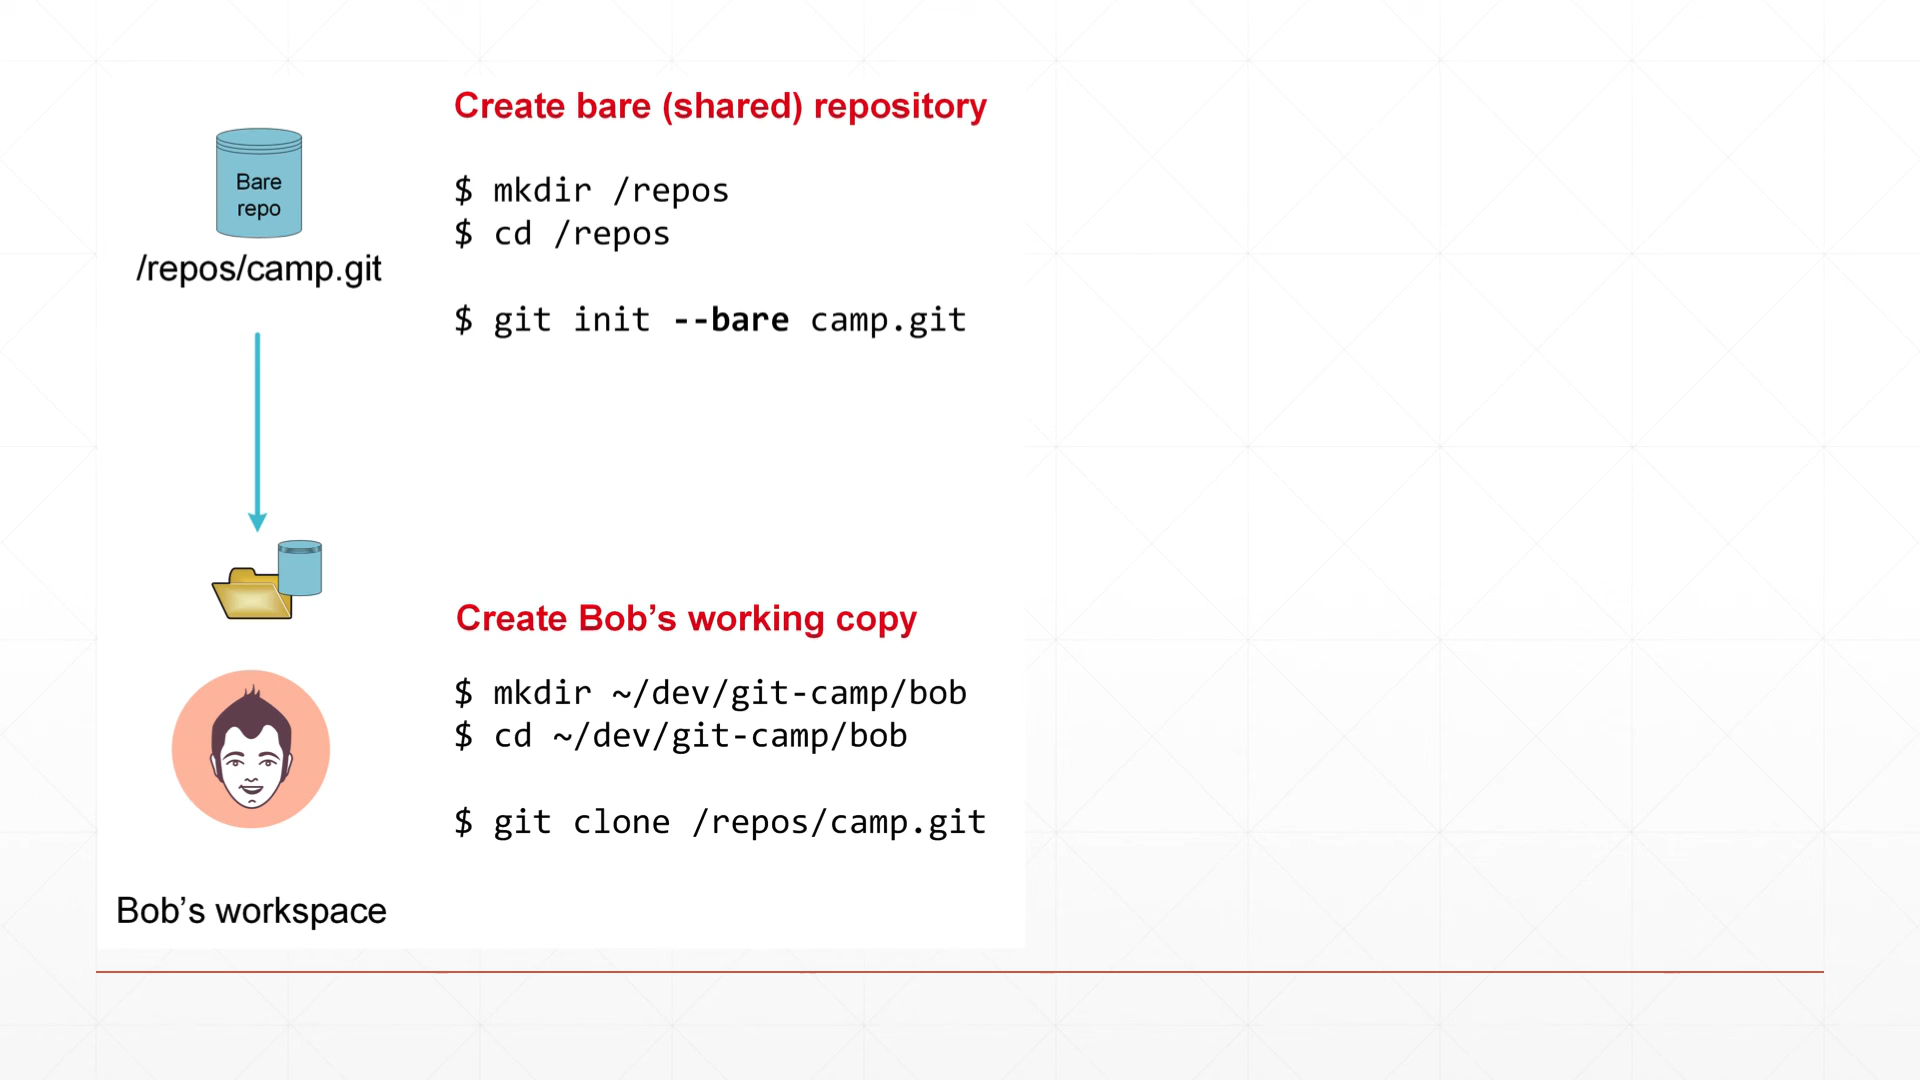 Create bare (shared) repository
Bare
repo
/repos/camp.git
$ mkdir /repos
$ cd /repos
$ git init --bare camp.git
Create Bob’s working copy
$ mkdir ~/dev/git-camp/bob
$ cd ~/dev/git-camp/bob
$ git clone /repos/camp.git
Bob’s workspace